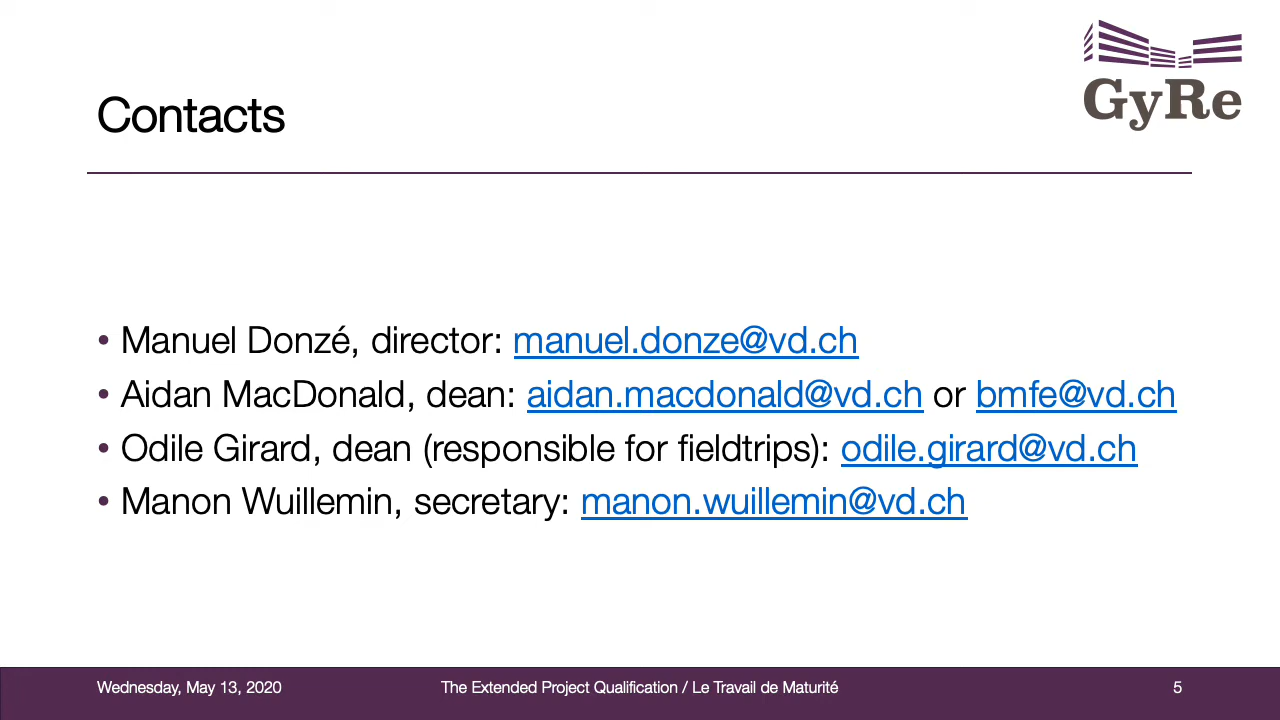 GyRe
Contacts
• Manuel Donzé, director: manuel.donze@vd.ch
• Aidan MacDonald, dean: aidan.macdonald@vd.ch or bmfe@vd.ch
• Odile Girard, dean (responsible for fieldtrips): odile.girard@vd.ch
• Manon Wuillemin, secretary: manon.wuillemin@vd.ch
Wednesday, May 13, 2020
The Extended Project Qualification / Le Travail de Maturité
5